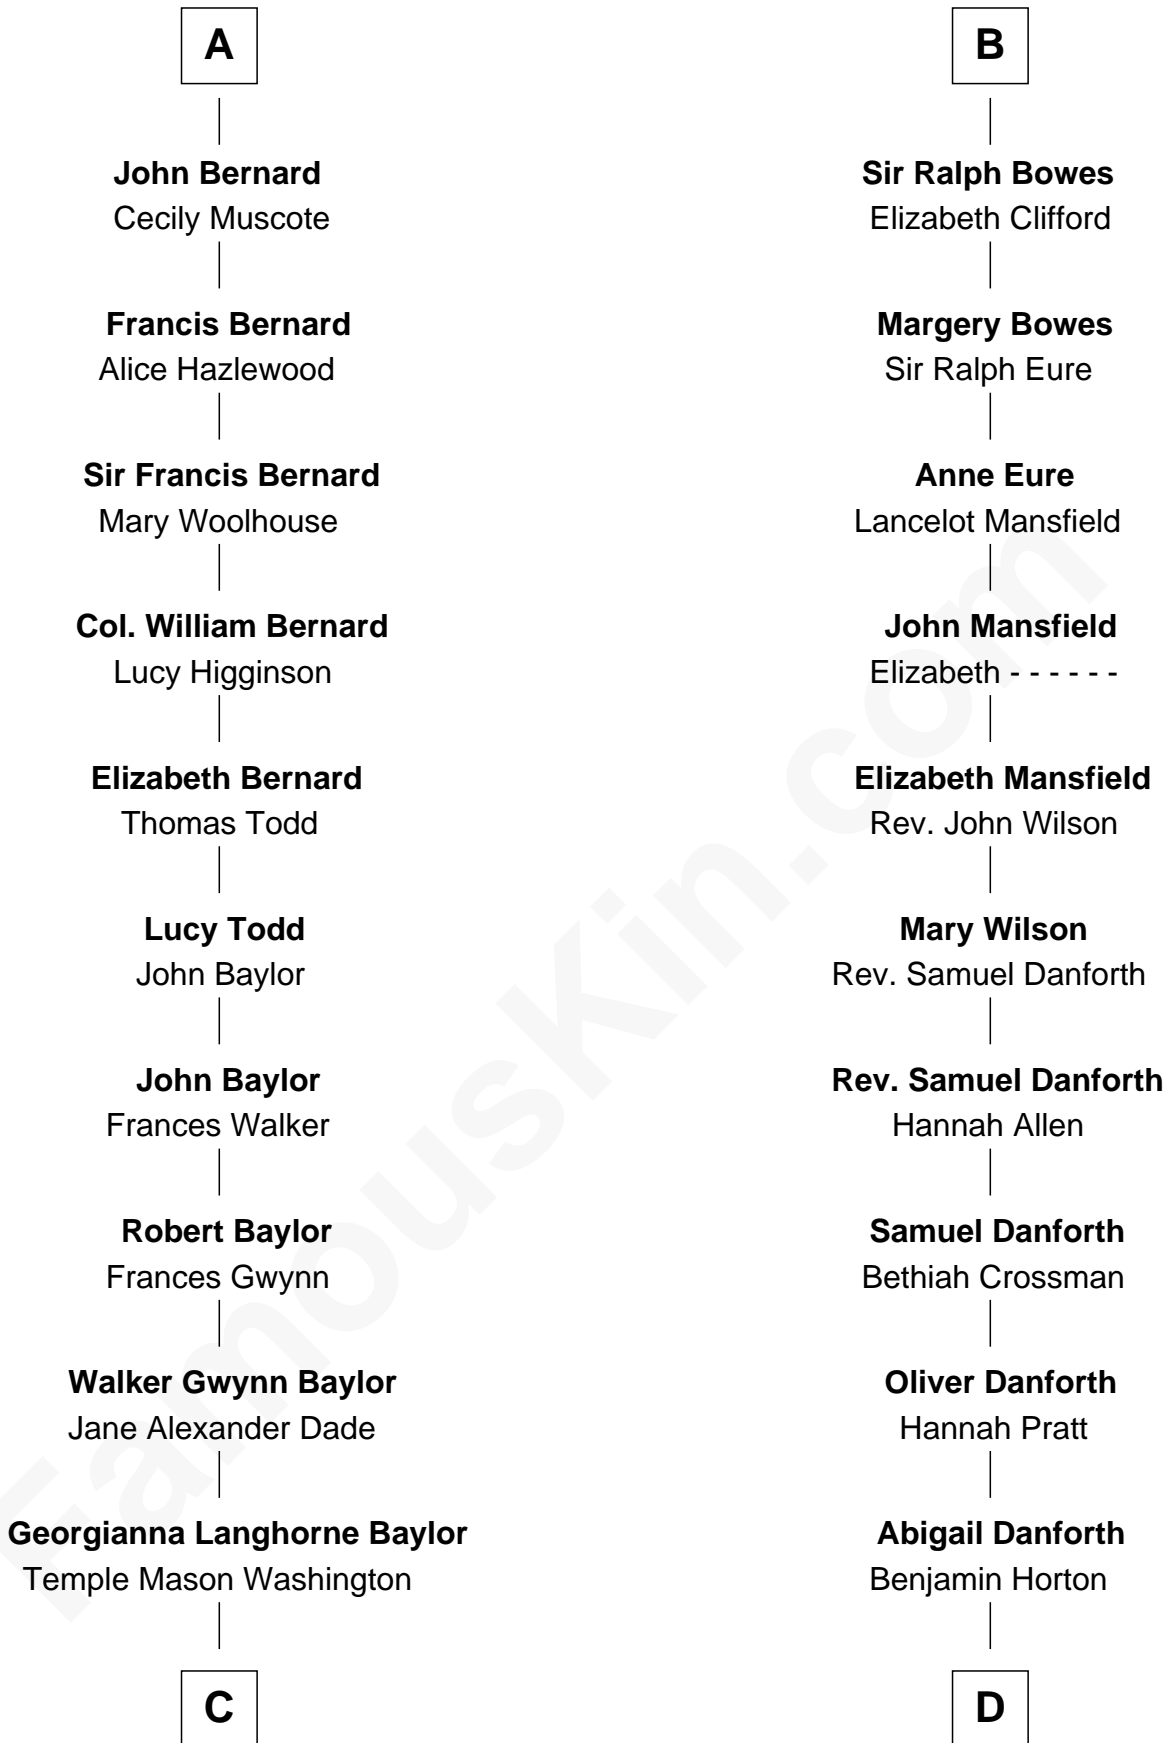 A
John Bernard
Cecily Muscote
Francis Bernard
Alice Hazlewood
Sir Francis Bernard
Mary Woolhouse
Col. William Bernard
Lucy Higginson
Elizabeth Bernard
Thomas Todd
Lucy Todd
John Baylor
John Baylor
Frances Walker
Robert Baylor
Frances Gwynn
Walker Gwynn Baylor
Jane Alexander Dade
Georgianna Langhorne Baylor
Temple Mason Washington
C
B
Sir Ralph Bowes
Elizabeth Clifford
Margery Bowes
Sir Ralph Eure
Anne Eure
Lancelot Mansfield
John Mansfield
Elizabeth - - - - - -
Elizabeth Mansfield
Rev. John Wilson
Mary Wilson
Rev. Samuel Danforth
Rev. Samuel Danforth
Hannah Allen
Samuel Danforth
Bethiah Crossman
Oliver Danforth
Hannah Pratt
Abigail Danforth
Benjamin Horton
D
FamousKin.com